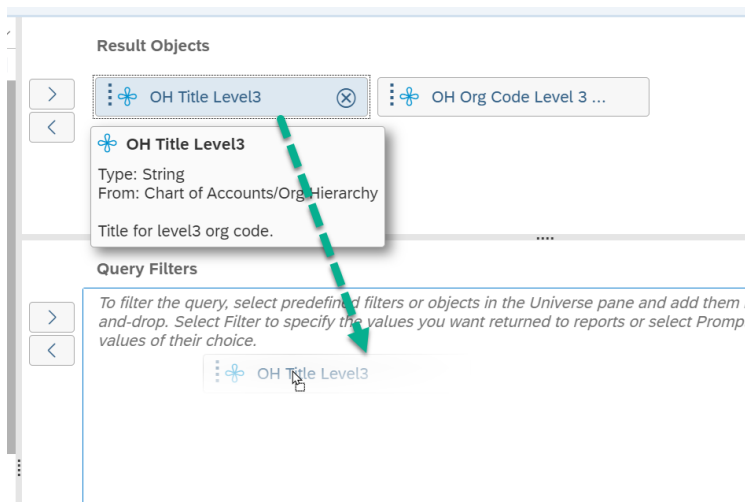 Result Objects
OH Title Level3
OH Org Code Level 3 ...
OH Title Level3
Type: String
From: Chart of Accounts/Org Hierarchy
Title for level3 org code.
Query Filters
To filter the query, select predefined filters or objects in the Universe pane and add them
and-drop. Select Filter to specify the values you want returned to reports or select Promp
values of their choice.
OH Title Level3